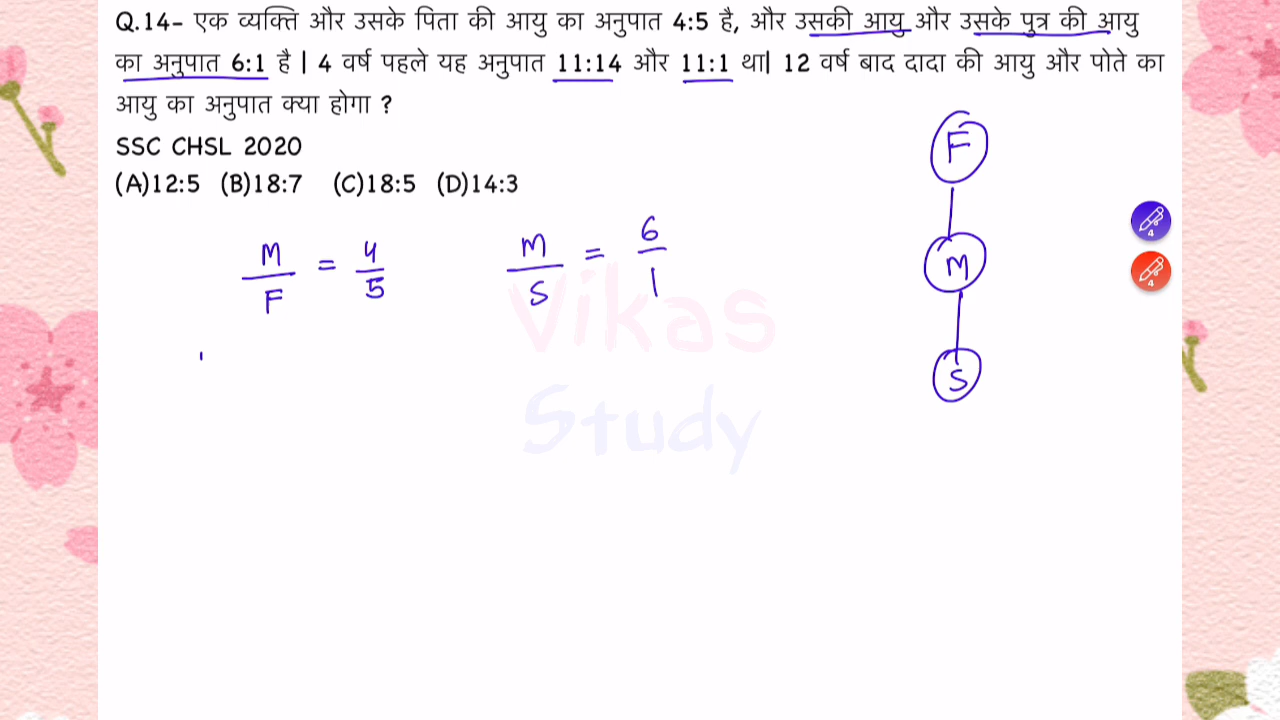 Q.14- एक व्यक्ति और उसके पिता की आयु का अनुपात 4:5 है, और उसकी आयु और उसके पुत्र की आयु
का अनुपात 6:1 है | 4 वर्ष पहले यह अनुपात 11:14 और 11:1 था| 12 वर्ष बाद दादा की आयु और पोते का
आयु का अनुपात क्या होगा ?
SSC CHSL 2020
(A)12:5 (B)18:7 (C)18:5 (D)14:3
M/F = 4/5 M/S = 6/1
F
M
S
Vikas
Study
4
4